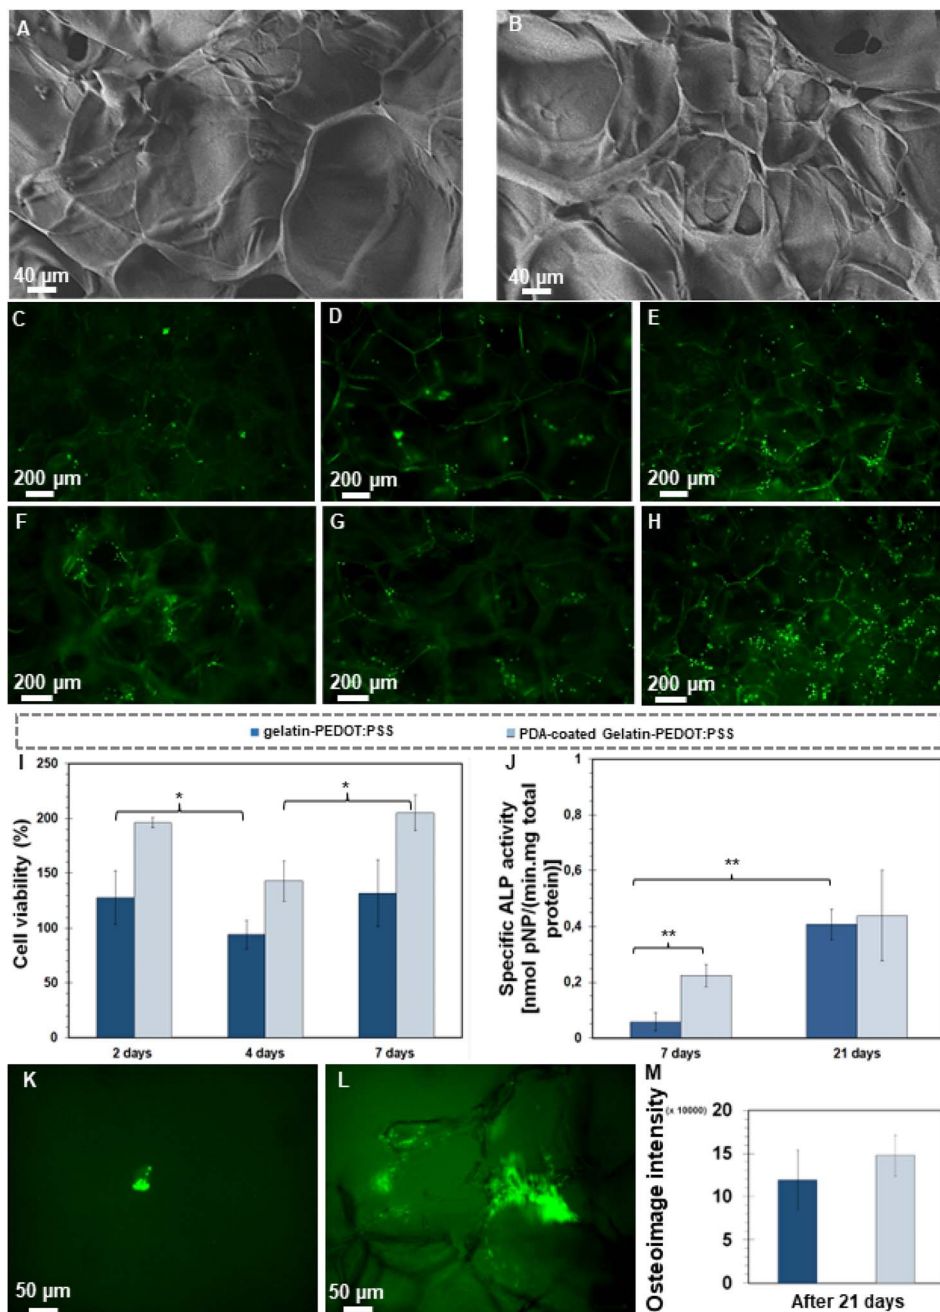 A
B
40 µm
40 µm
C
D
E
200 µm
200 µm
200 µm
F
G
H
200 µm
200 µm
200 µm
gelatin-PEDOT:PSS
PDA-coated Gelatin-PEDOT:PSS
I
Cell viability (%)
250
200
150
100
50
0
*
*
2 days
4 days
7 days
J
Specific ALP activity
[nmol pNP/(min.mg total
protein)]
1
0,8
0,6
0,4
0,2
0
**
**
7 days
21 days
K
L
50 µm
50 µm
M
Osteoimage intensity
(x 10000)
20
15
10
5
0
After 21 days